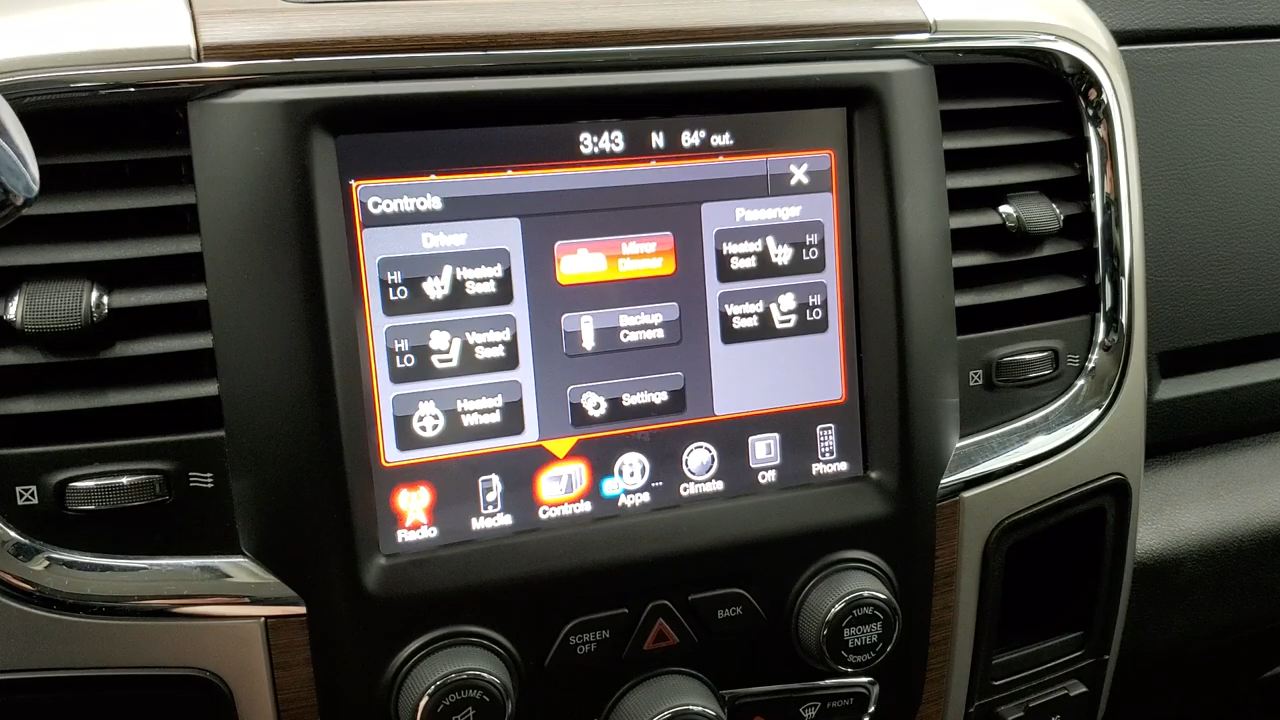 3:43 N 64° out.
Controls
Driver
HI
LO
Heated
Seat
HI
LO
Vented
Seat
Heated
Wheel
Mirror
Dimmer
Backup
Camera
Settings
Passenger
Heated
Seat
HI
LO
Vented
Seat
HI
LO
Radio
Media
Controls
Apps
Climate
Off
Phone
SCREEN
OFF
BACK
VOLUME
TUNE
BROWSE
ENTER
SCROLL
FRONT